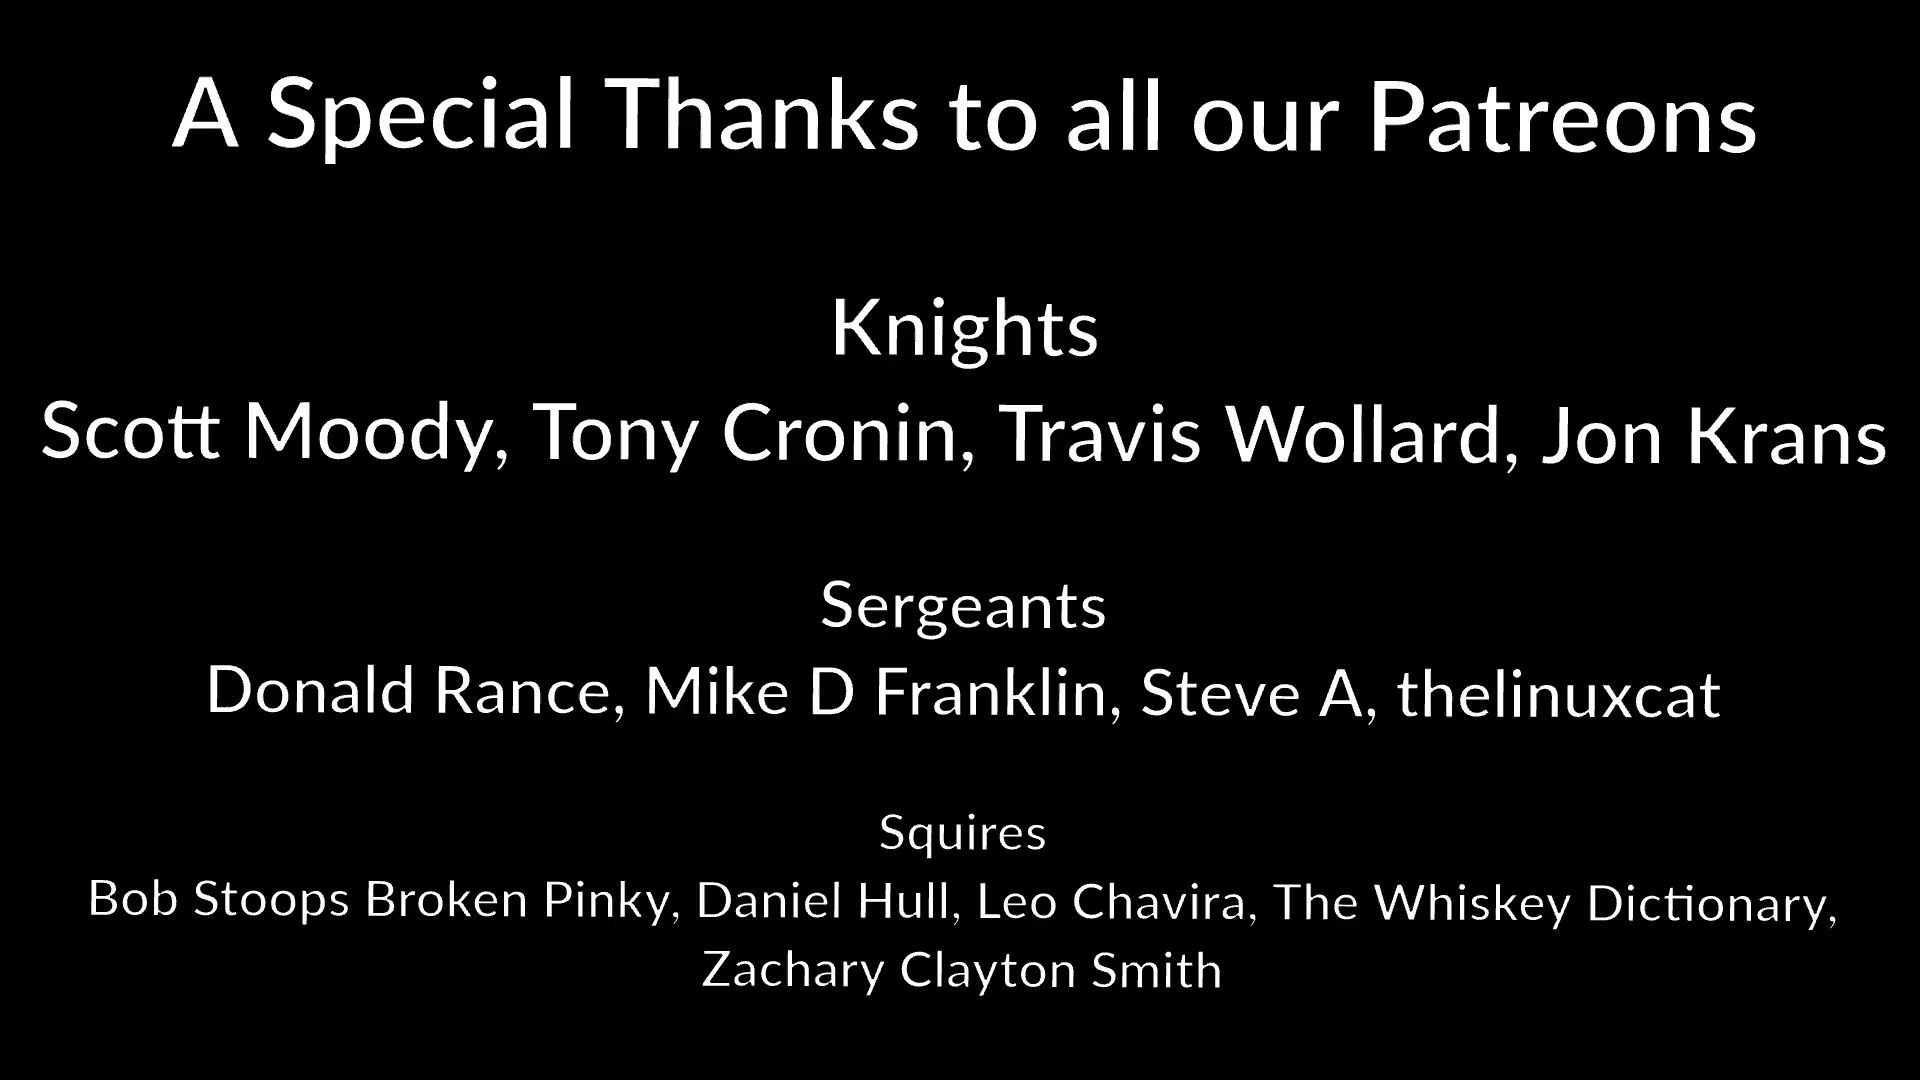 A Special Thanks to all our Patreons
Knights
Scott Moody, Tony Cronin, Travis Wollard, Jon Krans
Sergeants
Donald Rance, Mike D Franklin, Steve A, thelinuxcat
Squires
Bob Stoops Broken Pinky, Daniel Hull, Leo Chavira, The Whiskey Dictionary,
Zachary Clayton Smith